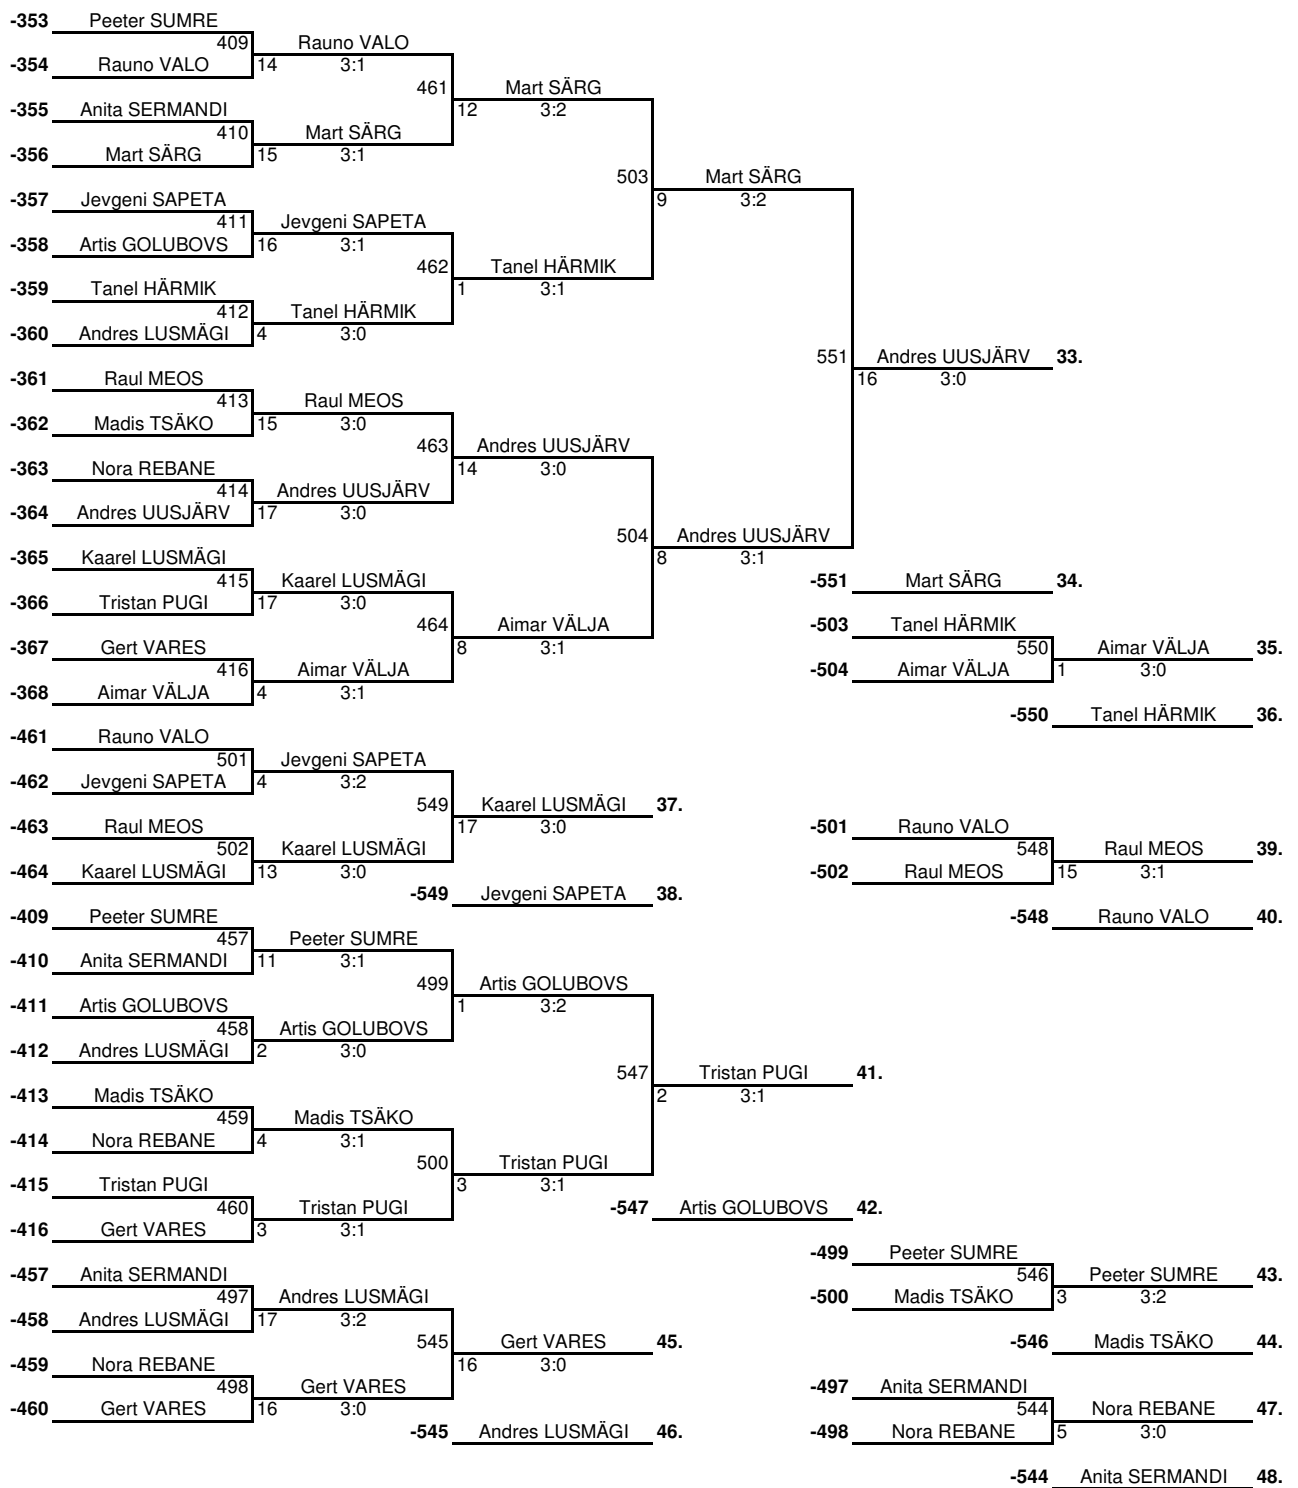 -353 Peeter SUMRE
409 Rauno VALO
-354 Rauno VALO 14 3:1
461 Mart SÄRG
-355 Anita SERMANDI 12 3:2
410 Mart SÄRG
-356 Mart SÄRG 15 3:1
503 Mart SÄRG
-357 Jevgeni SAPETA 9 3:2
411 Jevgeni SAPETA
-358 Artis GOLUBOVS 16 3:1
462 Tanel HÄRMIK
-359 Tanel HÄRMIK 1 3:1
412 Tanel HÄRMIK
-360 Andres LUSMÄGI 4 3:0
551 Andres UUSJÄRV 33.
-361 Raul MEOS 16 3:0
413 Raul MEOS
-362 Madis TSÄKO 15 3:0
463 Andres UUSJÄRV
-363 Nora REBANE 14 3:0
414 Andres UUSJÄRV
-364 Andres UUSJÄRV 17 3:0
504 Andres UUSJÄRV
-365 Kaarel LUSMÄGI 8 3:1
415 Kaarel LUSMÄGI -551 Mart SÄRG 34.
-366 Tristan PUGI 17 3:0
464 Aimar VÄLJA -503 Tanel HÄRMIK
-367 Gert VARES 8 3:1 550 Aimar VÄLJA 35.
416 Aimar VÄLJA -504 Aimar VÄLJA 1 3:0
-368 Aimar VÄLJA 4 3:1
-550 Tanel HÄRMIK 36.
-461 Rauno VALO
501 Jevgeni SAPETA
-462 Jevgeni SAPETA 4 3:2
549 Kaarel LUSMÄGI 37.
-463 Raul MEOS 17 3:0 -501 Rauno VALO
502 Kaarel LUSMÄGI 548 Raul MEOS 39.
-464 Kaarel LUSMÄGI 13 3:0 -502 Raul MEOS 15 3:1
-549 Jevgeni SAPETA 38.
-409 Peeter SUMRE -548 Rauno VALO 40.
457 Peeter SUMRE
-410 Anita SERMANDI 11 3:1
499 Artis GOLUBOVS
-411 Artis GOLUBOVS 1 3:2
458 Artis GOLUBOVS
-412 Andres LUSMÄGI 2 3:0
547 Tristan PUGI 41.
-413 Madis TSÄKO 2 3:1
459 Madis TSÄKO
-414 Nora REBANE 4 3:1
500 Tristan PUGI
-415 Tristan PUGI 3 3:1
460 Tristan PUGI -547 Artis GOLUBOVS 42.
-416 Gert VARES 3 3:1
-499 Peeter SUMRE
-457 Anita SERMANDI 546 Peeter SUMRE 43.
497 Andres LUSMÄGI -500 Madis TSÄKO 3 3:2
-458 Andres LUSMÄGI 17 3:2
545 Gert VARES 45. -546 Madis TSÄKO 44.
-459 Nora REBANE 16 3:0
498 Gert VARES -497 Anita SERMANDI
-460 Gert VARES 16 3:0 544 Nora REBANE 47.
-545 Andres LUSMÄGI 46. -498 Nora REBANE 5 3:0
-544 Anita SERMANDI 48.